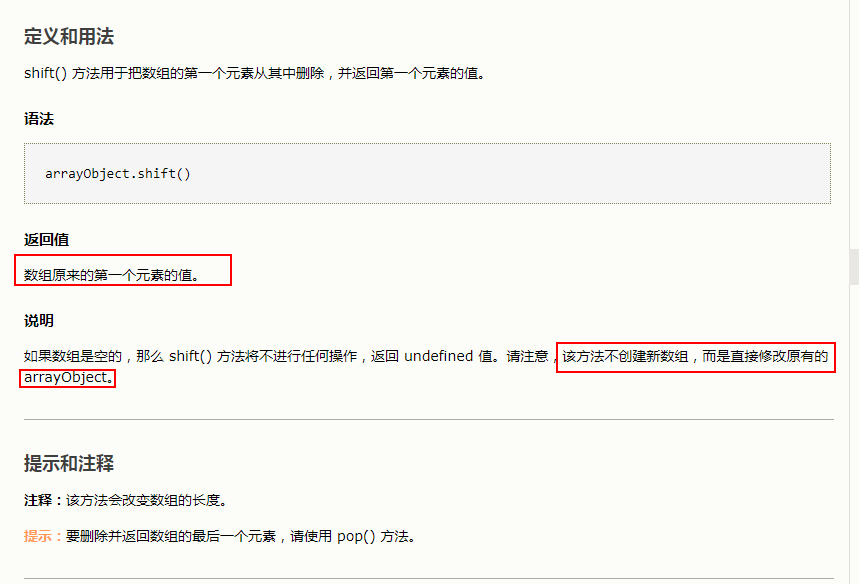 定义和用法
shift() 方法用于把数组的第一个元素从其中删除，并返回第一个元素的值。
语法
arrayObject.shift()
返回值
数组原来的第一个元素的值。
说明
如果数组是空的，那么 shift() 方法将不进行任何操作，返回 undefined 值。请注意，该方法不创建新数组，而是直接修改原有的
arrayObject。
提示和注释
注释：该方法会改变数组的长度。
提示：要删除并返回数组的最后一个元素，请使用 pop() 方法。